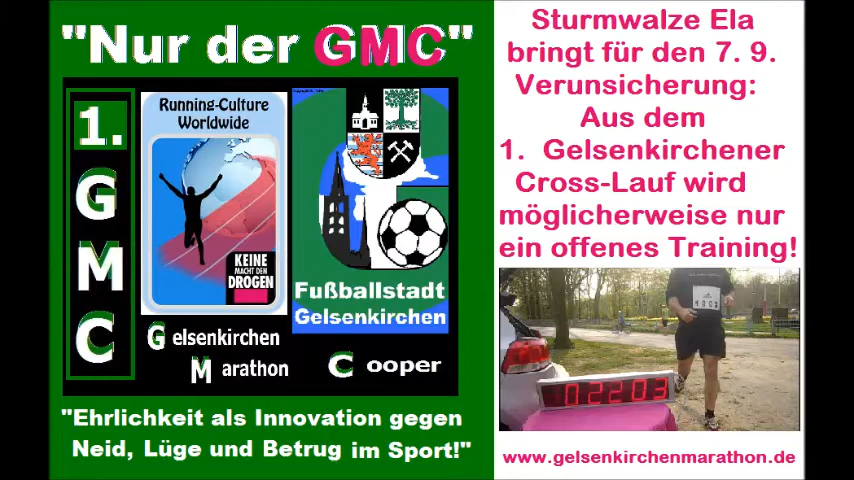 "Nur der GMC"
1.
G
M
C
Running-Culture
Worldwide
KEINE
MACHT DEN
DROGEN
Fußballstadt
Gelsenkirchen
Gelsenkirchen
Marathon
Cooper
"Ehrlichkeit als Innovation gegen
Neid, Lüge und Betrug im Sport!"
Sturmwalze Ela
bringt für den 7. 9.
Verunsicherung:
Aus dem
1. Gelsenkirchener
Cross-Lauf wird
möglicherweise nur
ein offenes Training!
02203
www.gelsenkirchenmarathon.de